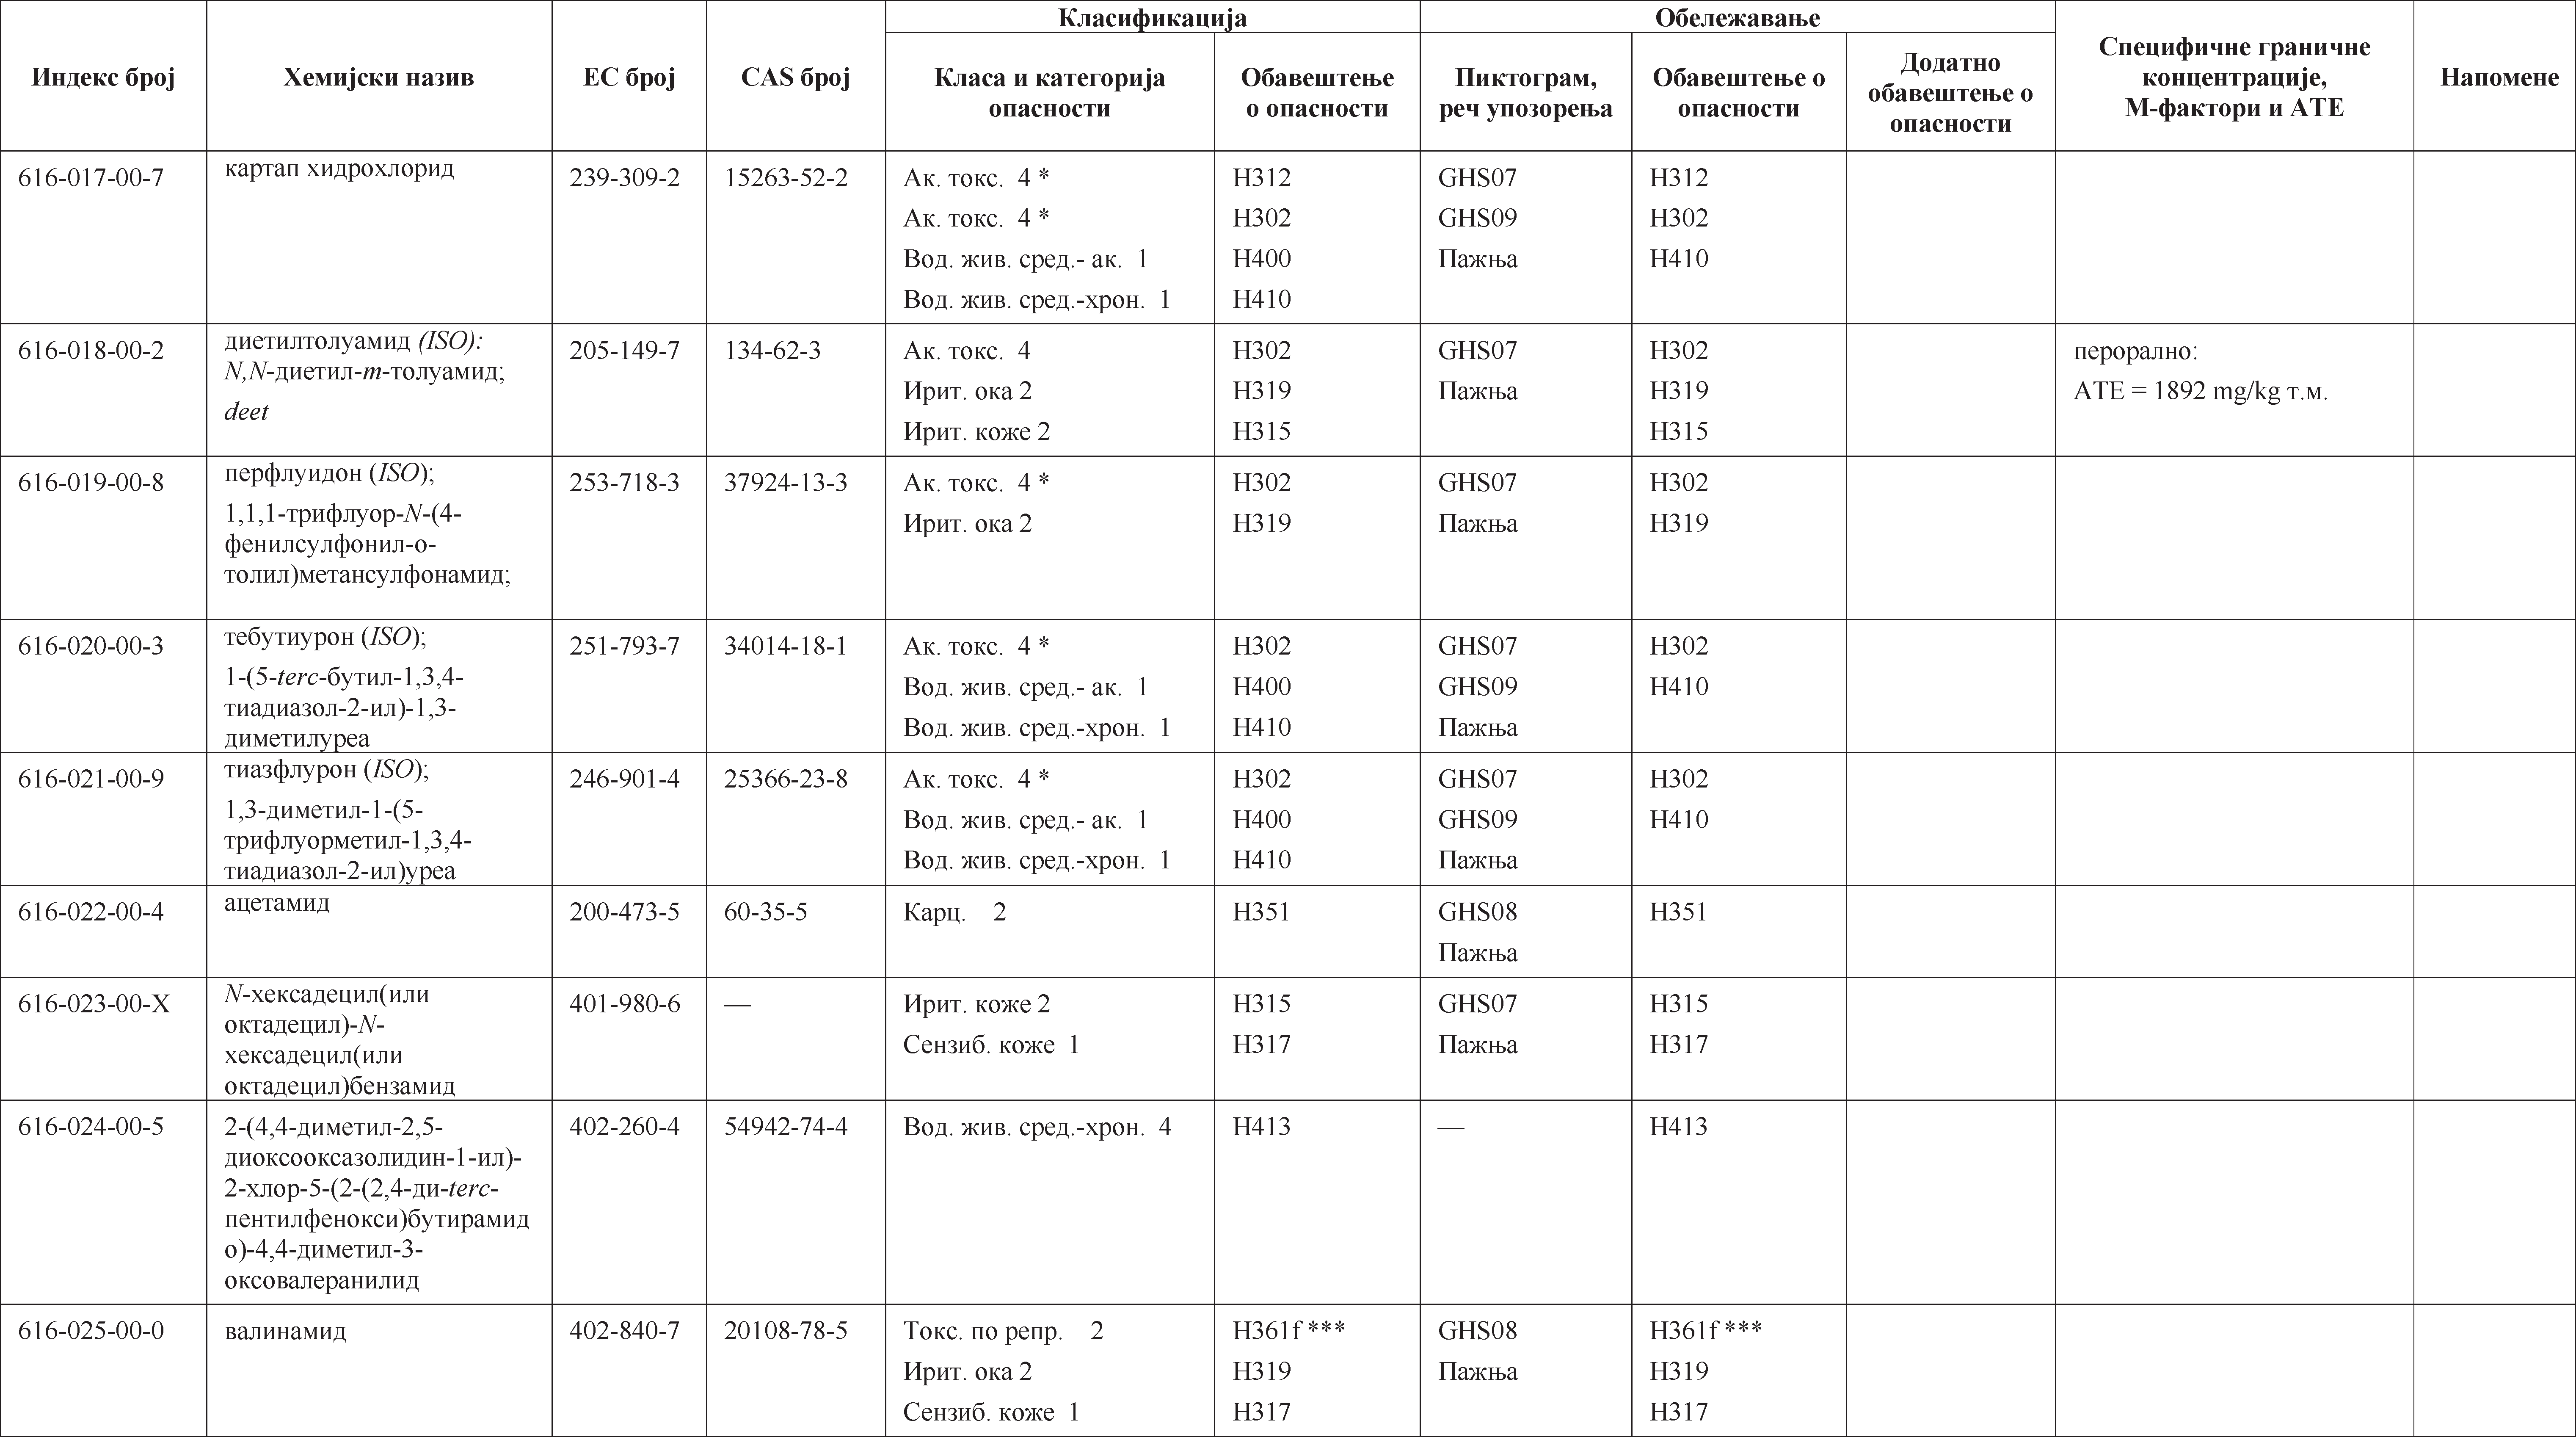 Индекс број
Хемијски назив
ЕС број
CAS број
Класификација
Обележавање
Специфичне граничне
концентрације,
М-фактори и ATE
Напомене
Класа и категорија
опасности
Обавештење
о опасности
Пиктограм,
реч упозорења
Обавештење о
опасности
Додатно
обавештење о
опасности
616-017-00-7
картап хидрохлорид
239-309-2
15263-52-2
Ак. токс. 4 *
Ак. токс. 4 *
Вод. жив. сред.- ак. 1
Вод. жив. сред.-хрон. 1
H312
H302
H400
H410
GHS07
GHS09
Пажња
H312
H302
H410
616-018-00-2
диетилтолуамид (ISO):
N,N-диетил-m-толуамид;
deet
205-149-7
134-62-3
Ак. токс. 4
Ирит. ока 2
Ирит. коже 2
H302
H319
H315
GHS07
Пажња
H302
H319
H315
перорално:
ATE = 1892 mg/kg т.м.
616-019-00-8
перфлуидон (ISO);
1,1,1-трифлуор-N-(4-
фенилсулфонил-о-
толил)метансулфонамид;
253-718-3
37924-13-3
Ак. токс. 4 *
Ирит. ока 2
H302
H319
GHS07
Пажња
H302
H319
616-020-00-3
тебутиурон (ISO);
1-(5-terc-бутил-1,3,4-
тиадиазол-2-ил)-1,3-
диметилуреа
251-793-7
34014-18-1
Ак. токс. 4 *
Вод. жив. сред.- ак. 1
Вод. жив. сред.-хрон. 1
H302
H400
H410
GHS07
GHS09
Пажња
H302
H410
616-021-00-9
тиазфлурон (ISO);
1,3-диметил-1-(5-
трифлуорметил-1,3,4-
тиадиазол-2-ил)уреа
246-901-4
25366-23-8
Ак. токс. 4 *
Вод. жив. сред.- ак. 1
Вод. жив. сред.-хрон. 1
H302
H400
H410
GHS07
GHS09
Пажња
H302
H410
616-022-00-4
ацетамид
200-473-5
60-35-5
Карц. 2
H351
GHS08
Пажња
H351
616-023-00-X
N-хексадецил(или
октадецил)-N-
хексадецил(или
октадецил)бензамид
401-980-6
—
Ирит. коже 2
Сензиб. коже 1
H315
H317
GHS07
Пажња
H315
H317
616-024-00-5
2-(4,4-диметил-2,5-
диоксооксазолидин-1-ил)-
2-хлор-5-(2-(2,4-ди-terc-
пентилфенокси)бутирамид
о)-4,4-диметил-3-
оксовалеранилид
402-260-4
54942-74-4
Вод. жив. сред.-хрон. 4
H413
—
H413
616-025-00-0
валинамид
402-840-7
20108-78-5
Токс. по репр. 2
Ирит. ока 2
Сензиб. коже 1
H361f ***
H319
H317
GHS08
Пажња
H361f ***
H319
H317